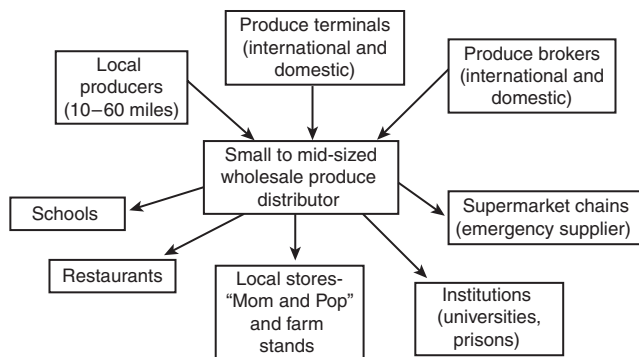 Local
producers
(10–60 miles)
Produce terminals
(international and
domestic)
Produce brokers
(international and
domestic)
Small to mid-sized
wholesale produce
distributor
Schools
Restaurants
Local stores-
“Mom and Pop”
and farm
stands
Institutions
(universities,
prisons)
Supermarket chains
(emergency supplier)